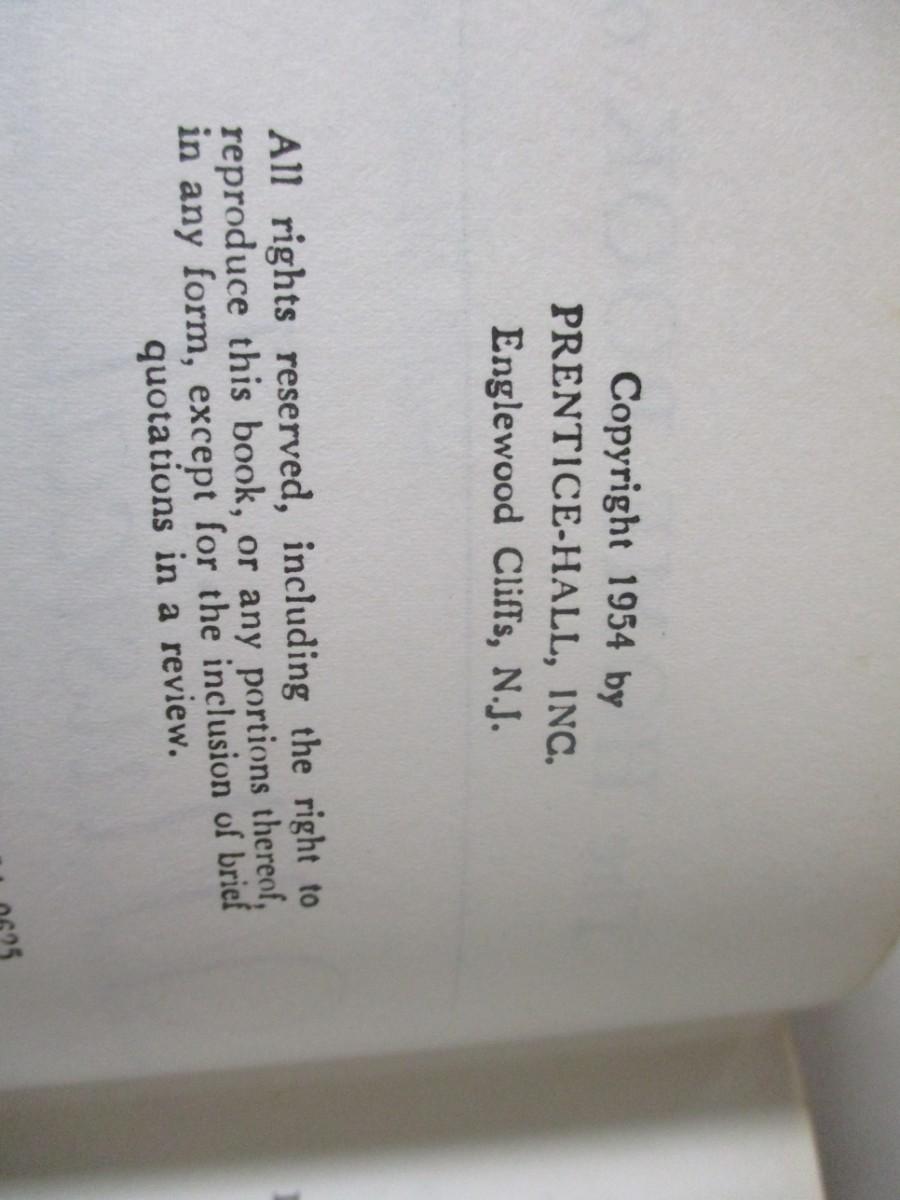 Copyright 1954 by
PRENTICE-HALL, INC.
Englewood Cliffs, N.J.
All rights reserved, including the right to
reproduce this book, or any portions thereof,
in any form, except for the inclusion of brief
quotations in a review.